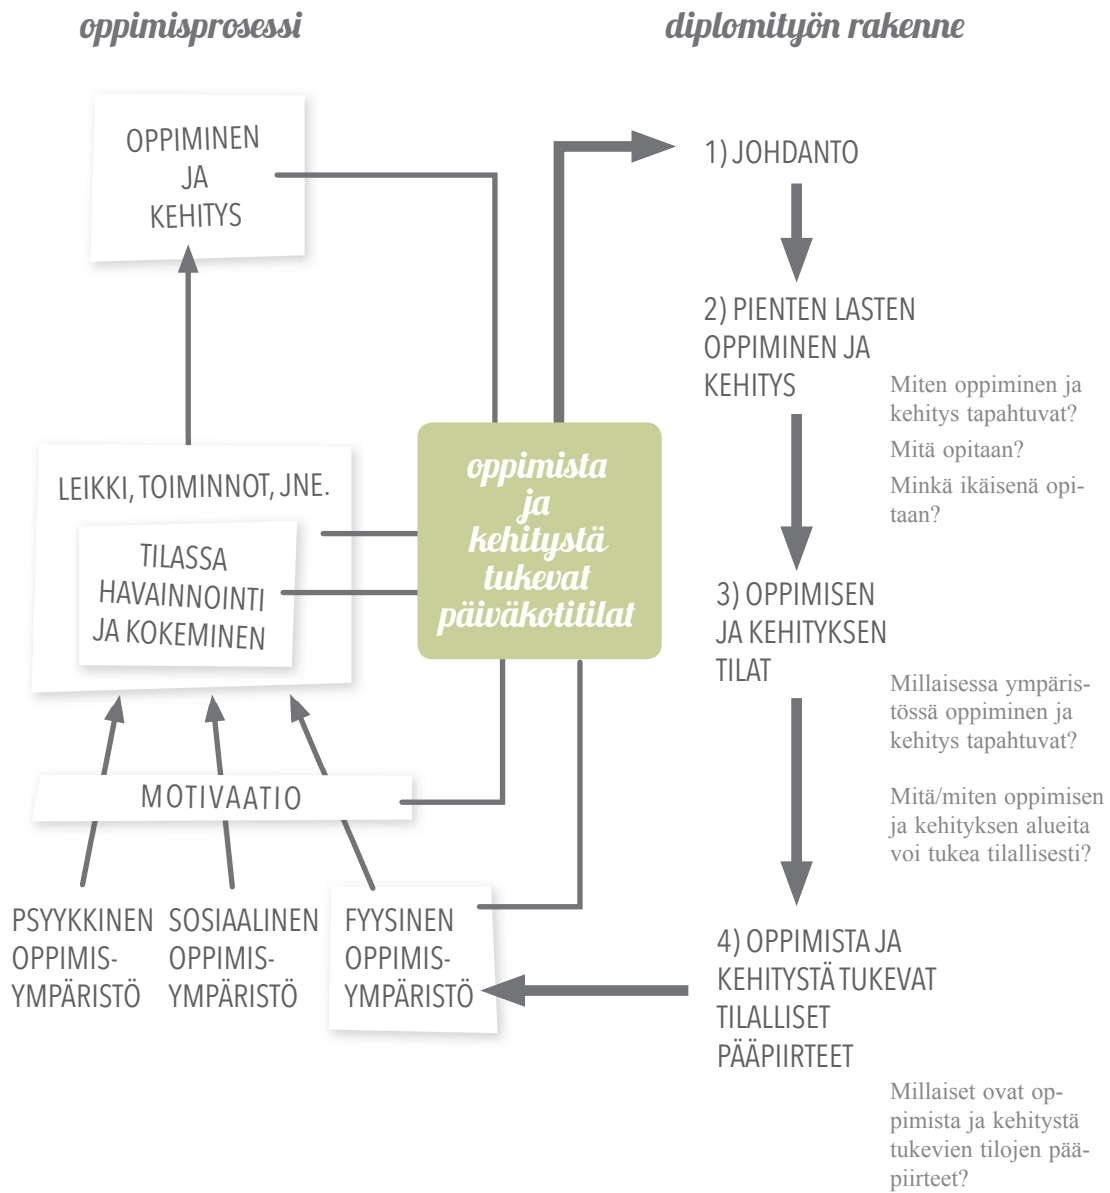 oppimisprosessi
diplomityön rakenne
OPPIMINEN
JA
KEHITYS
LEIKKI, TOIMINNOT, JNE.
TILASSA
HAVAINNOINTI
JA KOKEMINEN
MOTIVAATIO
PSYYKKINEN
OPPIMIS-
YMPÄRISTÖ
SOSIAALINEN
OPPIMIS-
YMPÄRISTÖ
FYYSINEN
OPPIMIS-
YMPÄRISTÖ
oppimista
ja
kehitystä
tukevat
päiväkotitilat
1) JOHDANTO
2) PIENTEN LASTEN
OPPIMINEN JA
KEHITYS
Miten oppiminen ja
kehitys tapahtuvat?
Mitä opitaan?
Minkä ikäisenä opi-
taan?
3) OPPIMISEN
JA KEHITYKSEN
TILAT
Millaisessa ympäris-
tössä oppiminen ja
kehitys tapahtuvat?
Mitä/miten oppimisen
ja kehityksen alueita
voi tukea tilallisesti?
4) OPPIMISTA JA
KEHITYSTÄ TUKEVAT
TILALLISET
PÄÄPIIRTEET
Millaiset ovat op-
pimista ja kehitystä
tukevien tilojen pää-
piirteet?